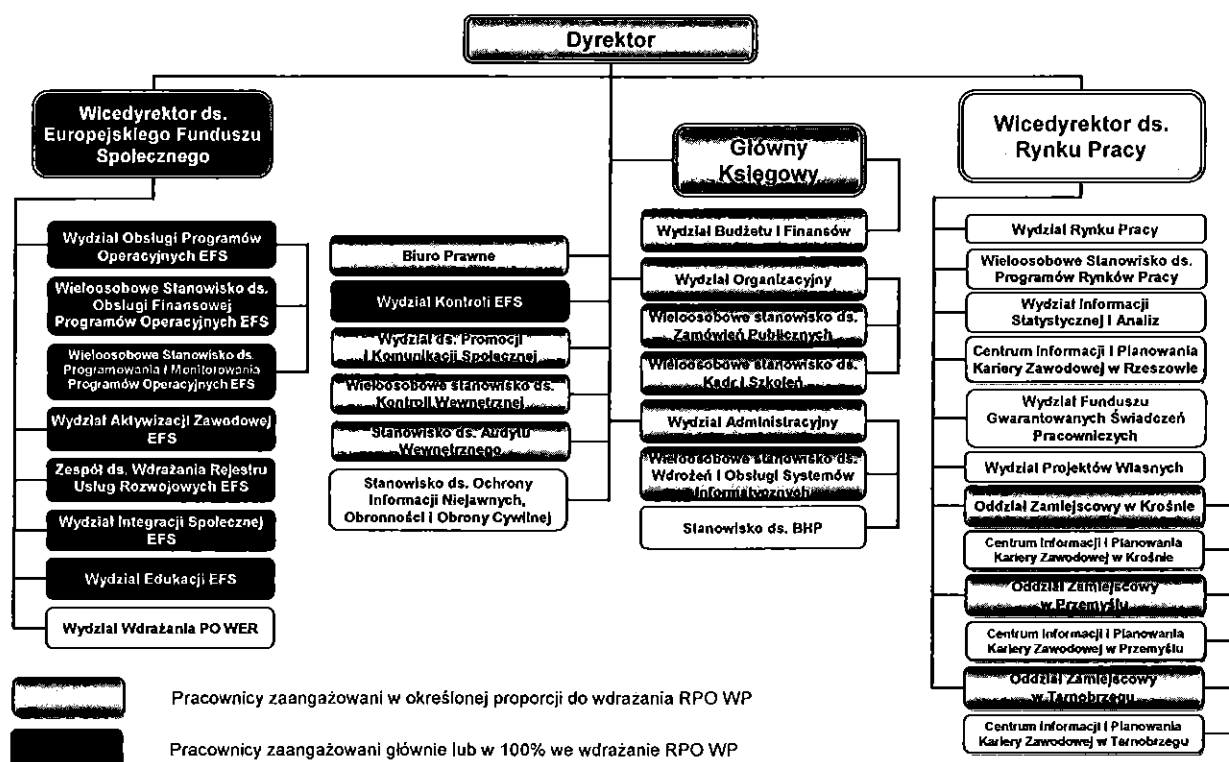 Dyrektor
Wicedyrektor ds.
Europejskiego Funduszu
Społecznego
Wydział Obsługi Programów
Operacyjnych EFS
Wieloosobowe Stanowisko ds.
Obsługi Finansowej
Programów Operacyjnych EFS
Wieloosobowe Stanowisko ds.
Programowania i Monitorowania
Programów Operacyjnych EFS
Wydział Aktywizacji Zawodowej
EFS
Zespół ds. Wdrażania Rejestru
Usług Rozwojowych EFS
Wydział Integracji Społecznej
EFS
Wydział Edukacji EFS
Wydział Wdrażania PO WER
Biuro Prawne
Wydział Kontroli EFS
Wydział ds. Promocji
i Komunikacji Społecznej
Wieloosobowe stanowisko ds.
Kontroli Wewnętrznej
Stanowisko ds. Audytu
Wewnętrznego
Stanowisko ds. Ochrony
Informacji Niejawnych,
Obronności i Obrony Cywilnej
Główny
Księgowy
Wydział Budżetu i Finansów
Wydział Organizacyjny
Wieloosobowe stanowisko ds.
Zamówień Publicznych
Wieloosobowe stanowisko ds.
Kadr i Szkoleń
Wydział Administracyjny
Wieloosobowe stanowisko ds.
Wdrożeń i Obsługi Systemów
Informatycznych
Stanowisko ds. BHP
Wicedyrektor ds.
Rynku Pracy
Wydział Rynku Pracy
Wieloosobowe Stanowisko ds.
Programów Rynków Pracy
Wydział Informacji
Statystycznej i Analiz
Centrum Informacji i Planowania
Kariery Zawodowej w Rzeszowie
Wydział Funduszu
Gwarantowanych Świadczeń
Pracowniczych
Wydział Projektów Własnych
Oddział Zamiejscowy w Krośnie
Centrum Informacji i Planowania
Kariery Zawodowej w Krośnie
Oddział Zamiejscowy
w Przemyślu
Centrum Informacji i Planowania
Kariery Zawodowej w Przemyślu
Oddział Zamiejscowy
w Tarnobrzegu
Centrum Informacji i Planowania
Kariery Zawodowej w Tarnobrzegu
Pracownicy zaangażowani w określonej proporcji do wdrażania RPO WP
Pracownicy zaangażowani głównie lub w 100% we wdrażanie RPO WP